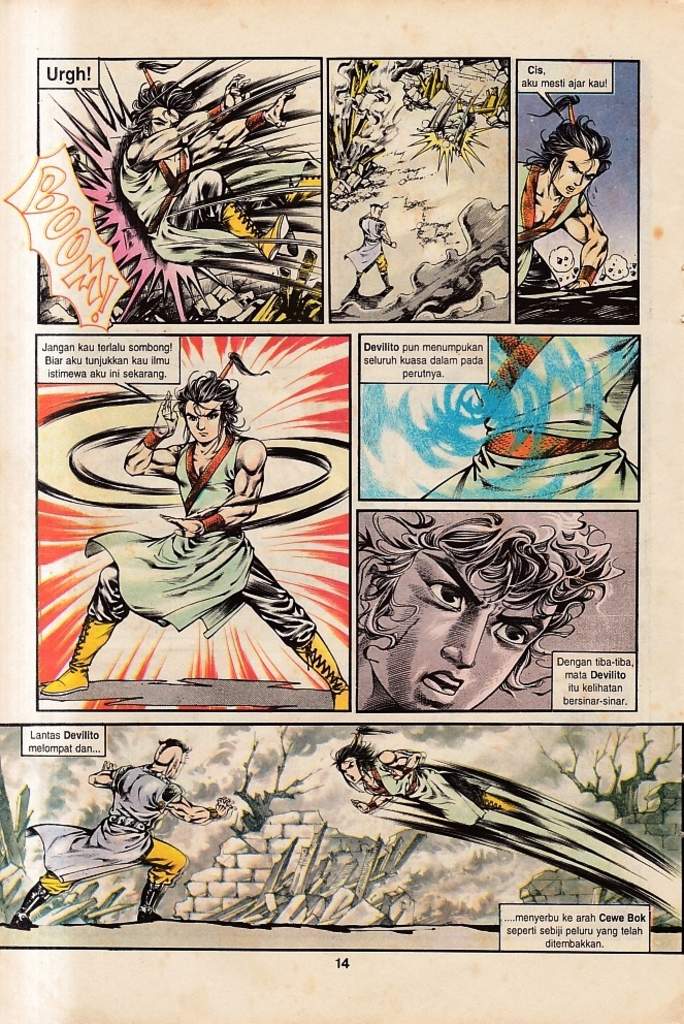 Urgh!
BOOM!
Cis,
aku mesti ajar kau!
Jangan kau terlalu sombong!
Biar aku tunjukkan kau ilmu
istimewa aku ini sekarang.
Devilito pun menumpukan
seluruh kuasa dalam pada
perutnya.
Dengan tiba-tiba,
mata Devilito
itu kelihatan
bersinar-sinar.
Lantas Devilito
melompat dan...
....menyerbu ke arah Cewe Bok
seperti sebiji peluru yang telah
ditembakkan.
14